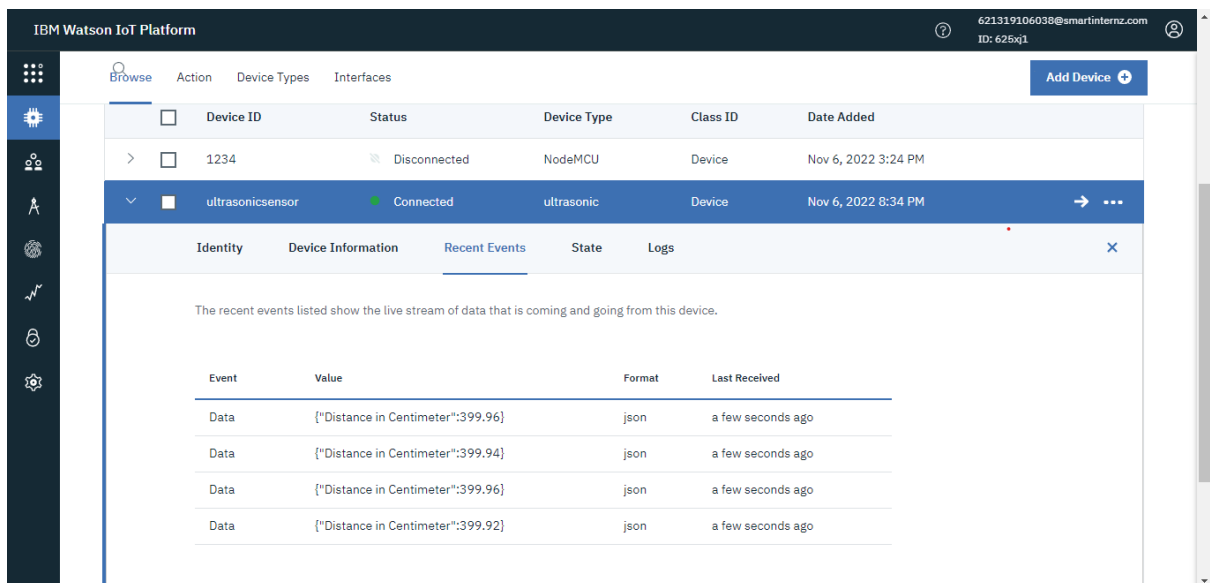 IBM Watson IoT Platform
621319106038@smartinternz.com
ID: 625xj1
Browse Action Device Types Interfaces
Add Device
Device ID Status Device Type Class ID Date Added
1234 Disconnected NodeMCU Device Nov 6, 2022 3:24 PM
ultrasonicsensor Connected ultrasonic Device Nov 6, 2022 8:34 PM
Identity Device Information Recent Events State Logs
The recent events listed show the live stream of data that is coming and going from this device.
Event Value Format Last Received
Data {"Distance in Centimeter":399.96} json a few seconds ago
Data {"Distance in Centimeter":399.94} json a few seconds ago
Data {"Distance in Centimeter":399.96} json a few seconds ago
Data {"Distance in Centimeter":399.92} json a few seconds ago